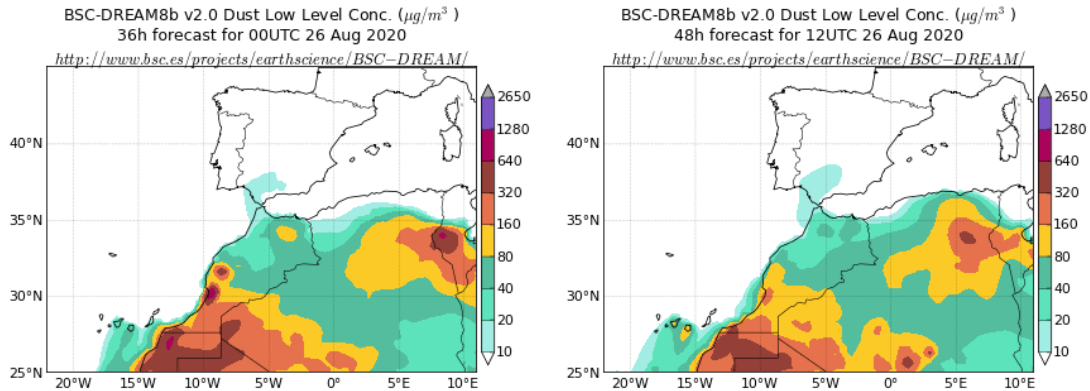 BSC-DREAM8b v2.0 Dust Low Level Conc. (μg/m³ )
36h forecast for 00UTC 26 Aug 2020
http://www.bsc.es/projects/earthscience/BSC−DREAM/
40°N
35°N
30°N
25°N
20°W
15°W
10°W
5°W
0°E
5°E
10°E
2650
1280
640
320
160
80
40
20
10
BSC-DREAM8b v2.0 Dust Low Level Conc. (μg/m³ )
48h forecast for 12UTC 26 Aug 2020
http://www.bsc.es/projects/earthscience/BSC−DREAM/
40°N
35°N
30°N
25°N
20°W
15°W
10°W
5°W
0°E
5°E
10°E
2650
1280
640
320
160
80
40
20
10